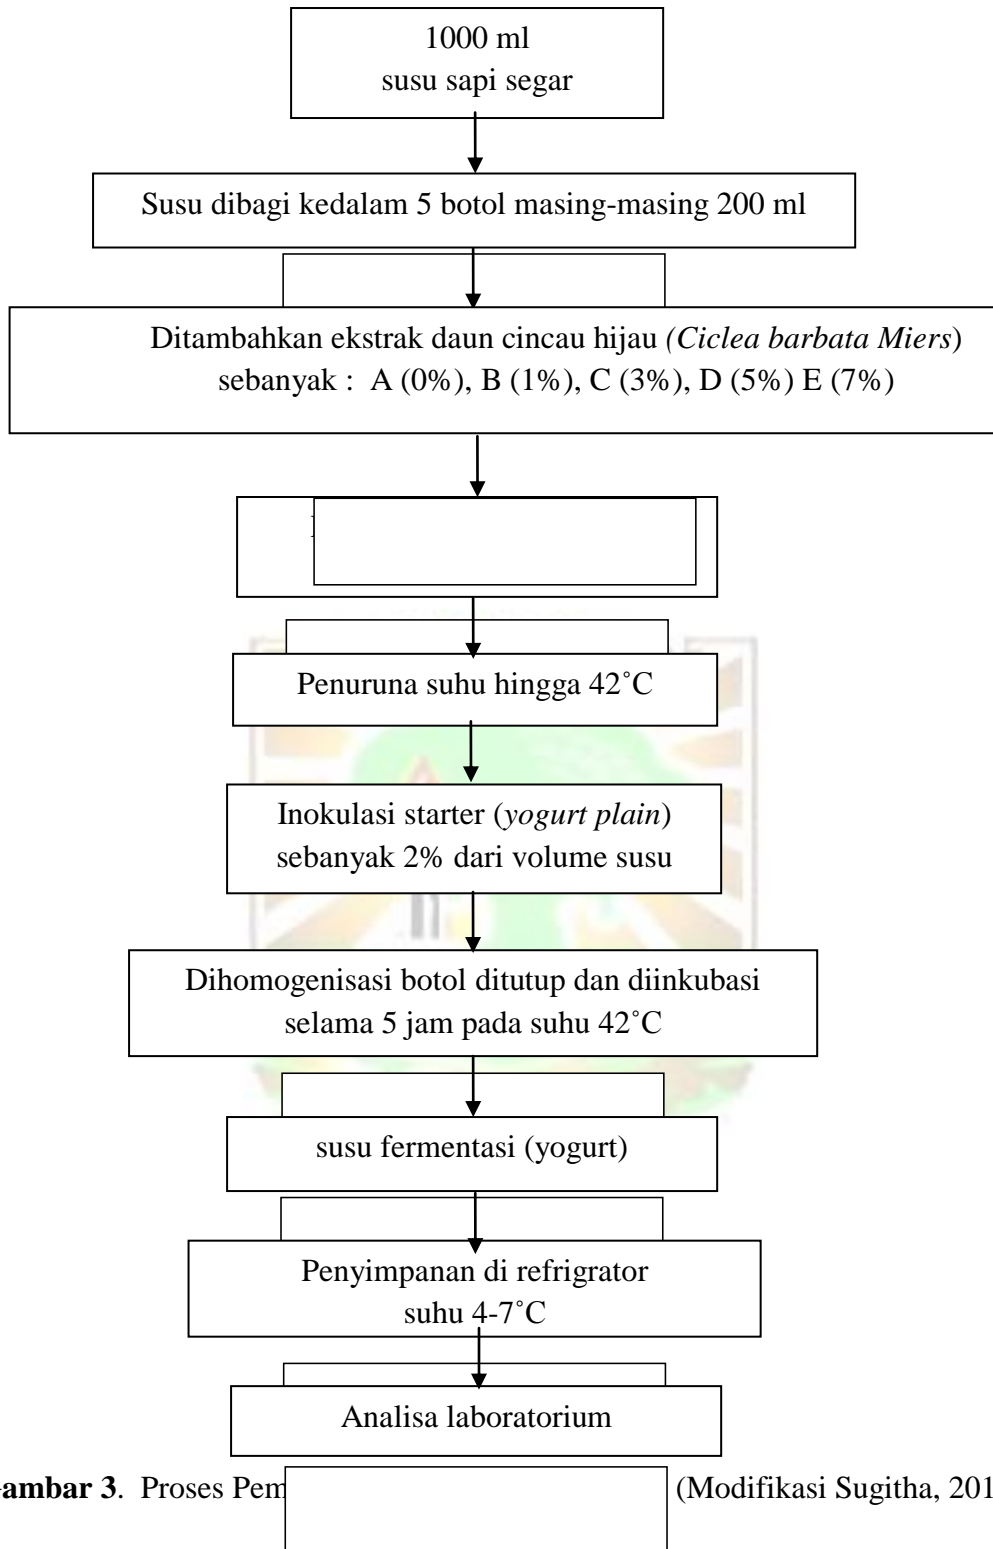 1000 ml
susu sapi segar
Susu dibagi kedalam 5 botol masing-masing 200 ml
Ditambahkan ekstrak daun cincau hijau (Ciclea barbata Miers)
sebanyak : A (0%), B (1%), C (3%), D (5%) E (7%)
Penuruna suhu hingga 42˚C
Inokulasi starter (yogurt plain)
sebanyak 2% dari volume susu
Dihomogenisasi botol ditutup dan diinkubasi
selama 5 jam pada suhu 42˚C
susu fermentasi (yogurt)
Penyimpanan di refrigrator
suhu 4-7˚C
Analisa laboratorium
ambar 3. Proses Pem (Modifikasi Sugitha, 201